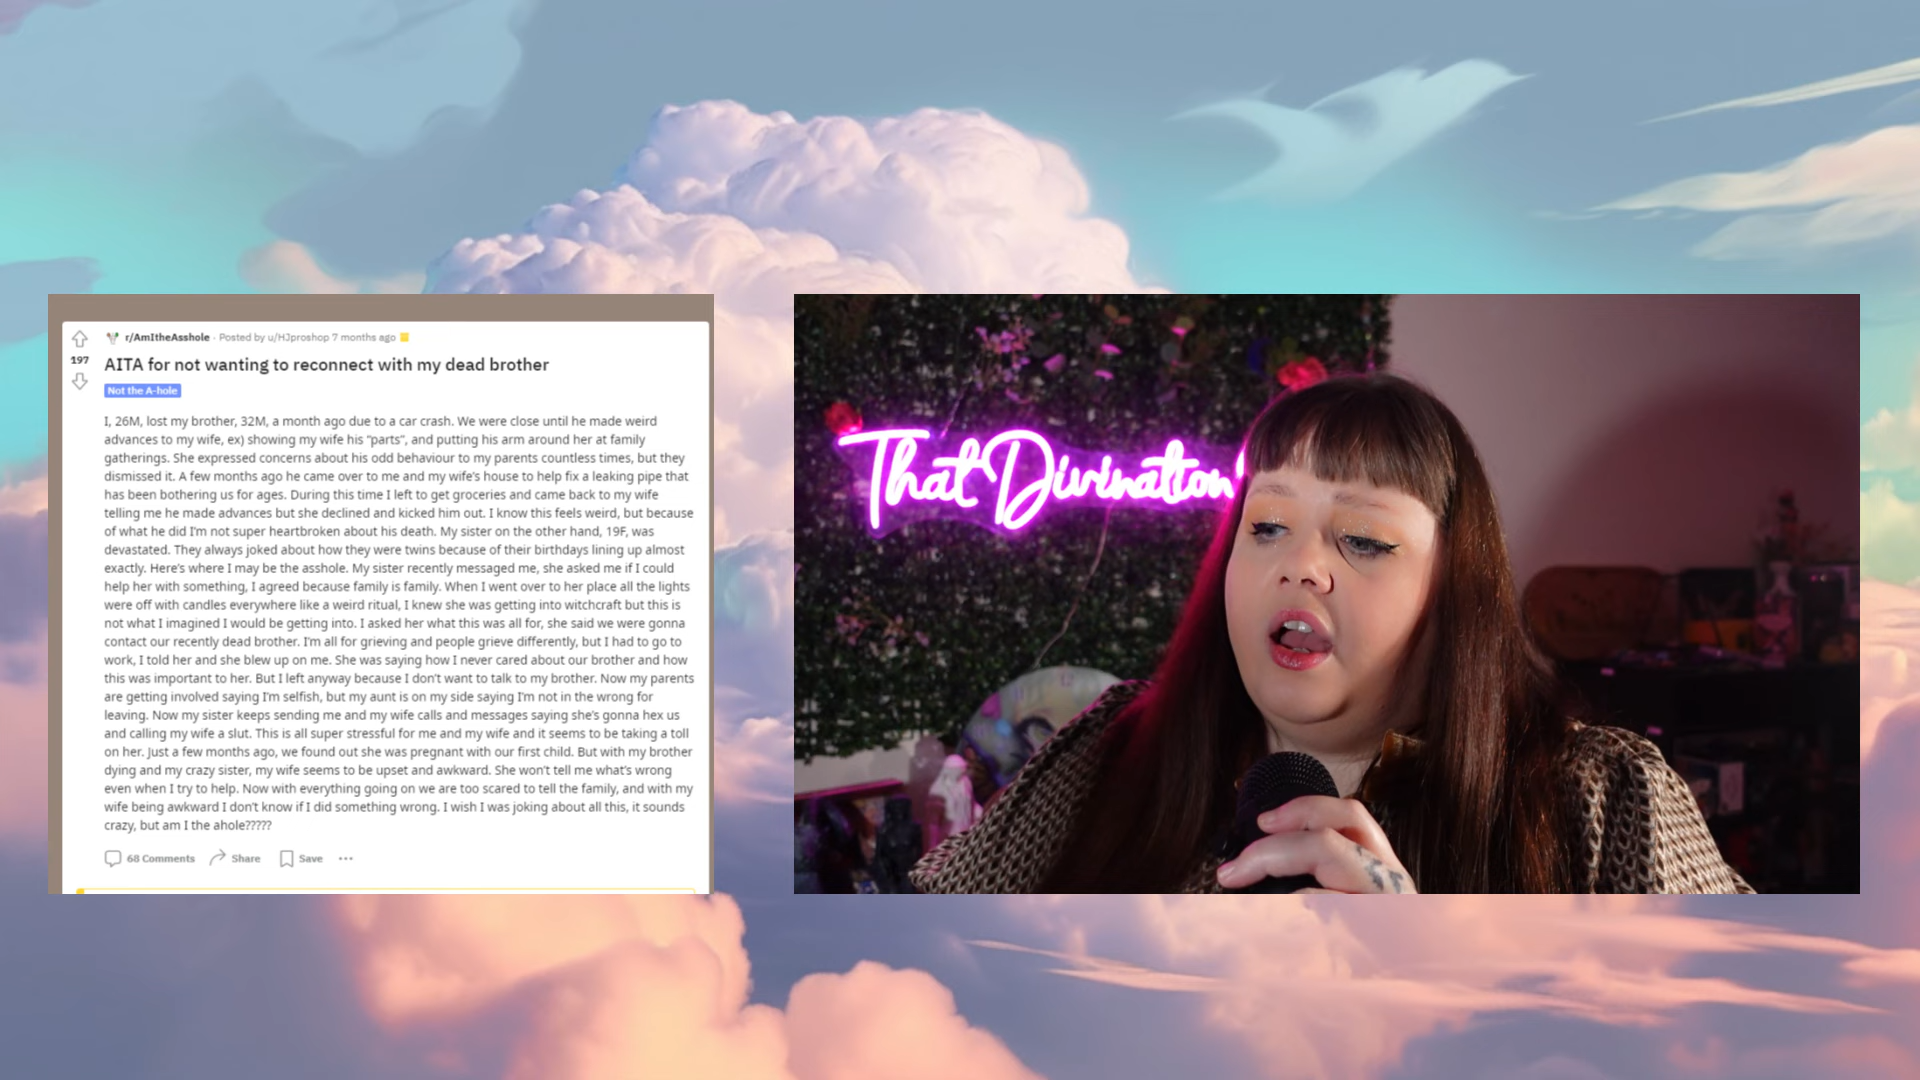 r/AmItheAsshole · Posted by u/HJproshop 7 months ago
197
AITA for not wanting to reconnect with my dead brother
Not the A-hole
I, 26M, lost my brother, 32M, a month ago due to a car crash. We were close until he made weird
advances to my wife, ex) showing my wife his "parts", and putting his arm around her at family
gatherings. She expressed concerns about his odd behaviour to my parents countless times, but they
dismissed it. A few months ago he came over to me and my wife's house to help fix a leaking pipe that
has been bothering us for ages. During this time I left to get groceries and came back to my wife
telling me he made advances but she declined and kicked him out. I know this feels weird, but because
of what he did I'm not super heartbroken about his death. My sister on the other hand, 19F, was
devastated. They always joked about how they were twins because of their birthdays lining up almost
exactly. Here's where I may be the asshole. My sister recently messaged me, she asked me if I could
help her with something, I agreed because family is family. When I went over to her place all the lights
were off with candles everywhere like a weird ritual, I knew she was getting into witchcraft but this is
not what I imagined I would be getting into. I asked her what this was all for, she said we were gonna
contact our recently dead brother. I'm all for grieving and people grieve differently, but I had to go to
work, I told her and she blew up on me. She was saying how I never cared about our brother and how
this was important to her. But I left anyway because I don't want to talk to my brother. Now my parents
are getting involved saying I'm selfish, but my aunt is on my side saying I'm not in the wrong for
leaving. Now my sister keeps sending me and my wife calls and messages saying she's gonna hex us
and calling my wife a slut. This is all super stressful for me and my wife and it seems to be taking a toll
on her. Just a few months ago, we found out she was pregnant with our first child. But with my brother
dying and my crazy sister, my wife seems to be upset and awkward. She won't tell me what's wrong
even when I try to help. Now with everything going on we are too scared to tell the family, and with my
wife being awkward I don't know if I did something wrong. I wish I was joking about all this, it sounds
crazy, but am I the ahole?????
68 Comments Share Save
That Divination